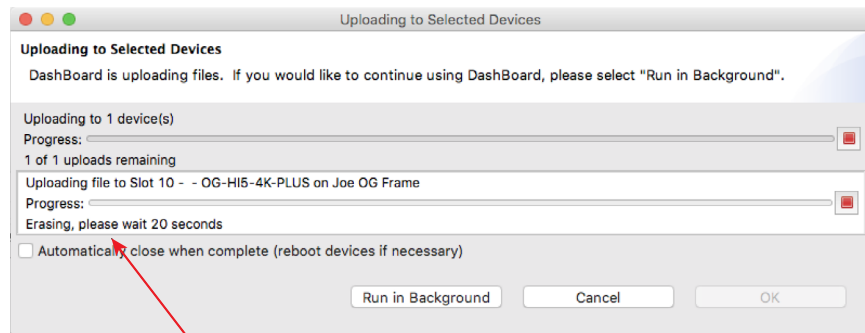 Uploading to Selected Devices
Uploading to Selected Devices
DashBoard is uploading files. If you would like to continue using DashBoard, please select "Run in Background".
Uploading to 1 device(s)
Progress:
1 of 1 uploads remaining
Uploading file to Slot 10 - - OG-HI5-4K-PLUS on Joe OG Frame
Progress:
Erasing, please wait 20 seconds
Automatically close when complete (reboot devices if necessary)
Run in Background Cancel OK